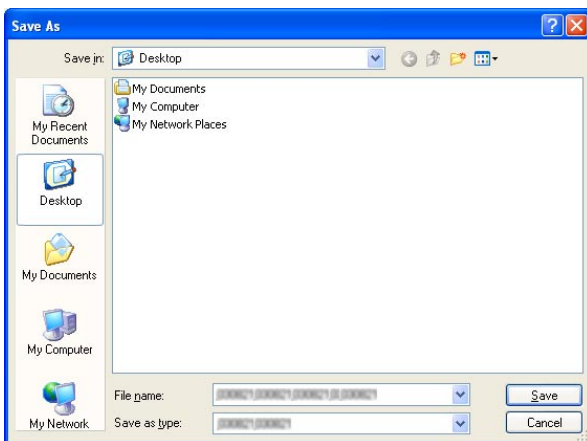 Save As
Save in:
Desktop
My Recent
Documents
Desktop
My Documents
My Computer
My Network
My Documents
My Computer
My Network Places
File name:
Save
Save as type:
Cancel